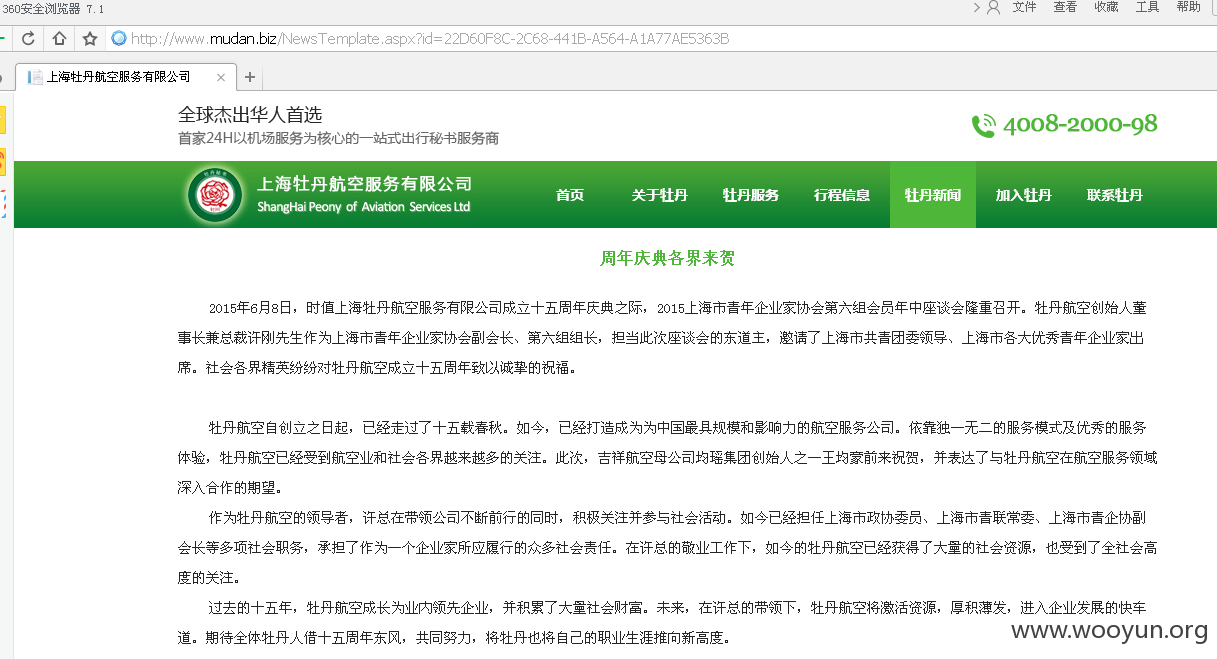 360安全浏览器 7.1
文件 查看 收藏 工具 帮助
http://www.mudan.biz/NewsTemplate.aspx?id=22D60F8C-2C68-441B-A564-A1A77AE5363B
上海牡丹航空服务有限公司
全球杰出华人首选
首家24H以机场服务为核心的一站式出行秘书服务商
4008-2000-98
上海牡丹航空服务有限公司
ShangHai Peony of Aviation Services Ltd
首页 关于牡丹 牡丹服务 行程信息 牡丹新闻 加入牡丹 联系牡丹
周年庆典各界来贺
2015年6月8日，时值上海牡丹航空服务有限公司成立十五周年庆典之际，2015上海市青年企业家协会第六组会员年中座谈会隆重召开。牡丹航空创始人董
事长兼总裁许刚先生作为上海市青年企业家协会副会长、第六组组长，担当此次座谈会的东道主，邀请了上海市共青团委领导、上海市各大优秀青年企业家出
席。社会各界精英纷纷对牡丹航空成立十五周年致以诚挚的祝福。
牡丹航空自创立之日起，已经走过了十五载春秋。如今，已经打造成为为中国最具规模和影响力的航空服务公司。依靠独一无二的服务模式及优秀的服务
体验，牡丹航空已经受到航空业和社会各界越来越多的关注。此次，吉祥航空母公司均瑶集团创始人之一王均豪前来祝贺，并表达了与牡丹航空在航空服务领域
深入合作的期望。
作为牡丹航空的领导者，许总在带领公司不断前行的同时，积极关注并参与社会活动。如今已经担任上海市政协委员、上海市青联常委、上海市青企协副
会长等多项社会职务，承担了作为一个企业家所应履行的众多社会责任。在许总的敬业工作下，如今的牡丹航空已经获得了大量的社会资源，也受到了全社会高
度的关注。
过去的十五年，牡丹航空成长为业内领先企业，并积累了大量社会财富。未来，在许总的带领下，牡丹航空将激活资源，厚积薄发，进入企业发展的快车
道。期待全体牡丹人借十五周年东风，共同努力，将牡丹也将自己的职业生涯推向新高度。
www.wooyun.org